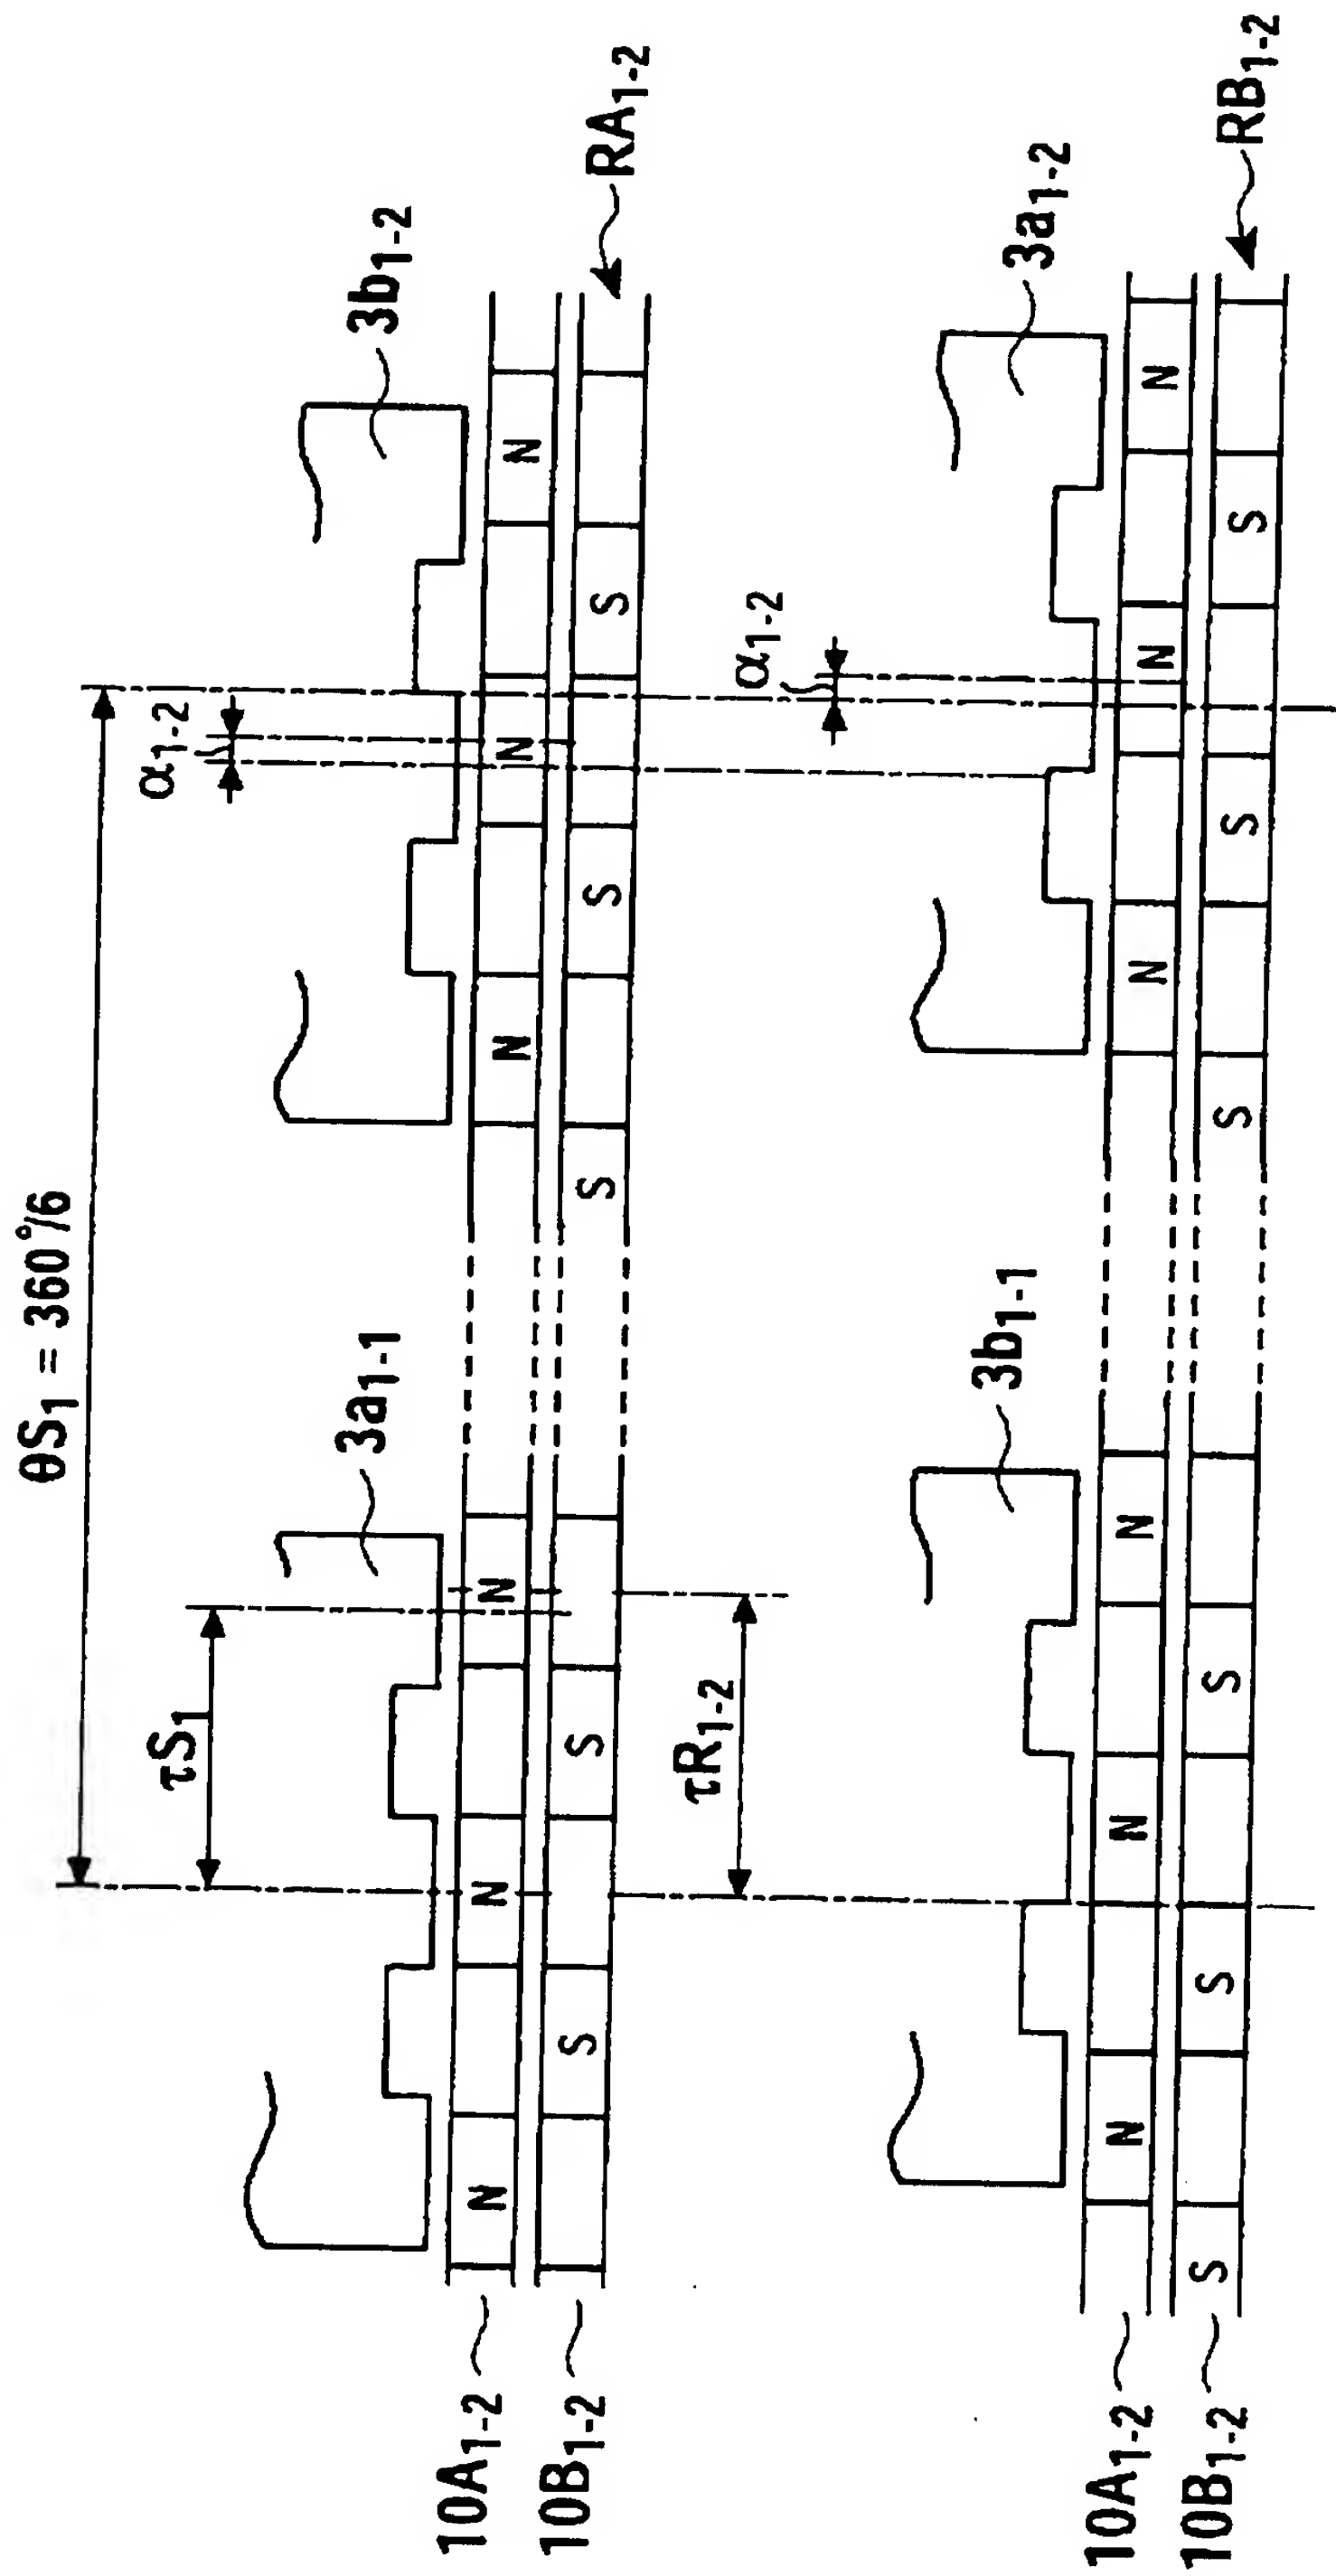 θS1 = 360°/6
α1-2
τS1
3a1-1
3b1-2
N N N N N N
S S S S S
10A1-2
10B1-2
RA1-2
τR1-2
α1-2
3b1-1
3a1-2
N N N N N N
S S S S S S
10A1-2
10B1-2
RB1-2